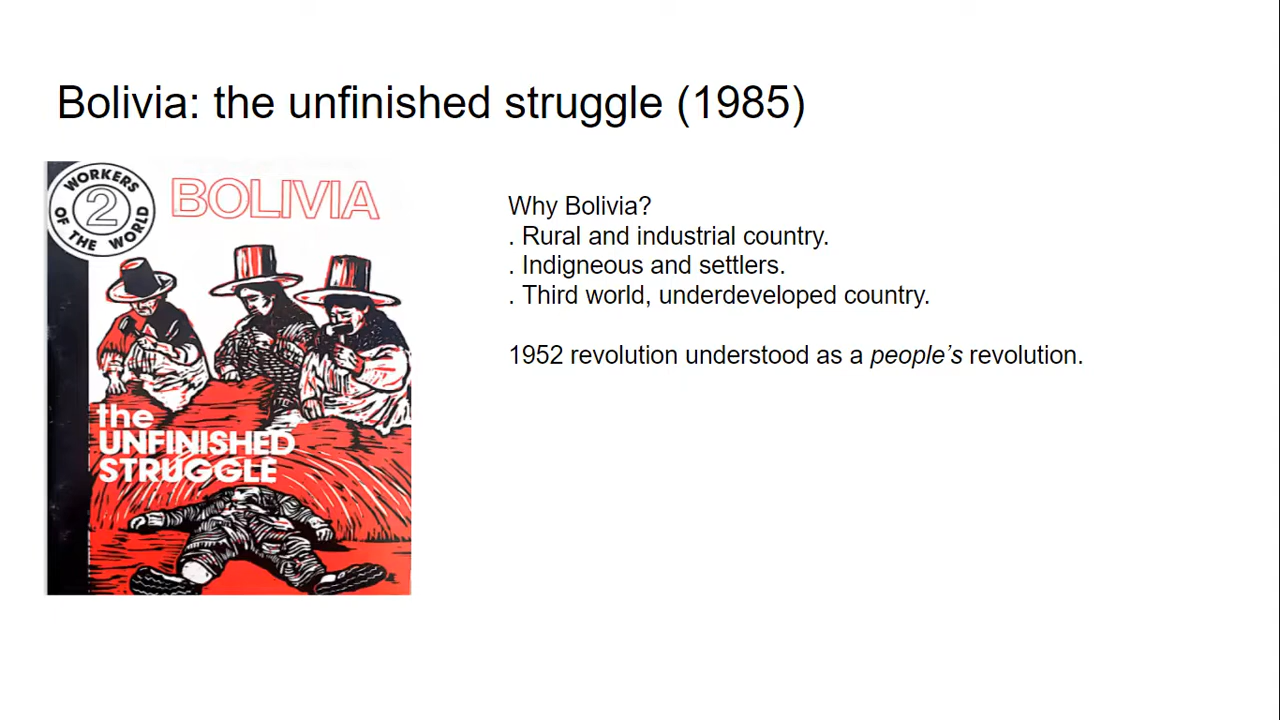 Bolivia: the unfinished struggle (1985)
WORKERS
2
OF THE WORLD
BOLIVIA
the
UNFINISHED
STRUGGLE
Why Bolivia?
. Rural and industrial country.
. Indigneous and settlers.
. Third world, underdeveloped country.
1952 revolution understood as a people’s revolution.